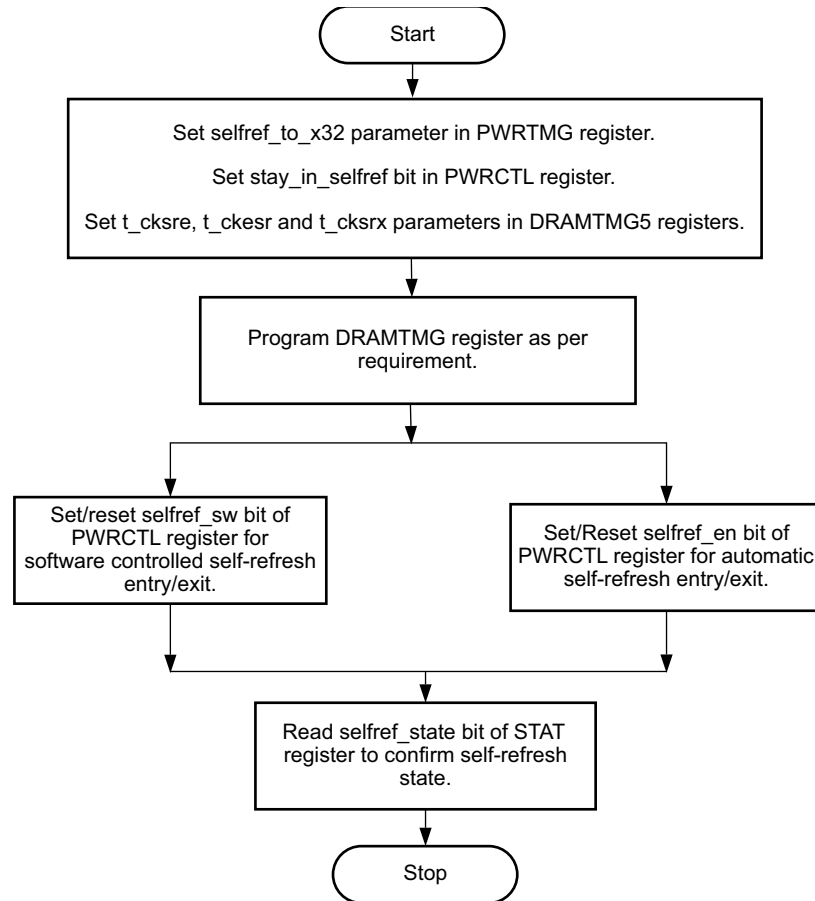 Start
Set selfref_to_x32 parameter in PWRTMG register.
Set stay_in_selfref bit in PWRCTL register.
Set t_cksre, t_ckesr and t_cksrx parameters in DRAMTMG5 registers.
Program DRAMTMG register as per
requirement.
Set/reset selfref_sw bit of
PWRCTL register for
software controlled self-refresh
entry/exit.
Set/Reset selfref_en bit of
PWRCTL register for automatic
self-refresh entry/exit.
Read selfref_state bit of STAT
register to confirm self-refresh
state.
Stop